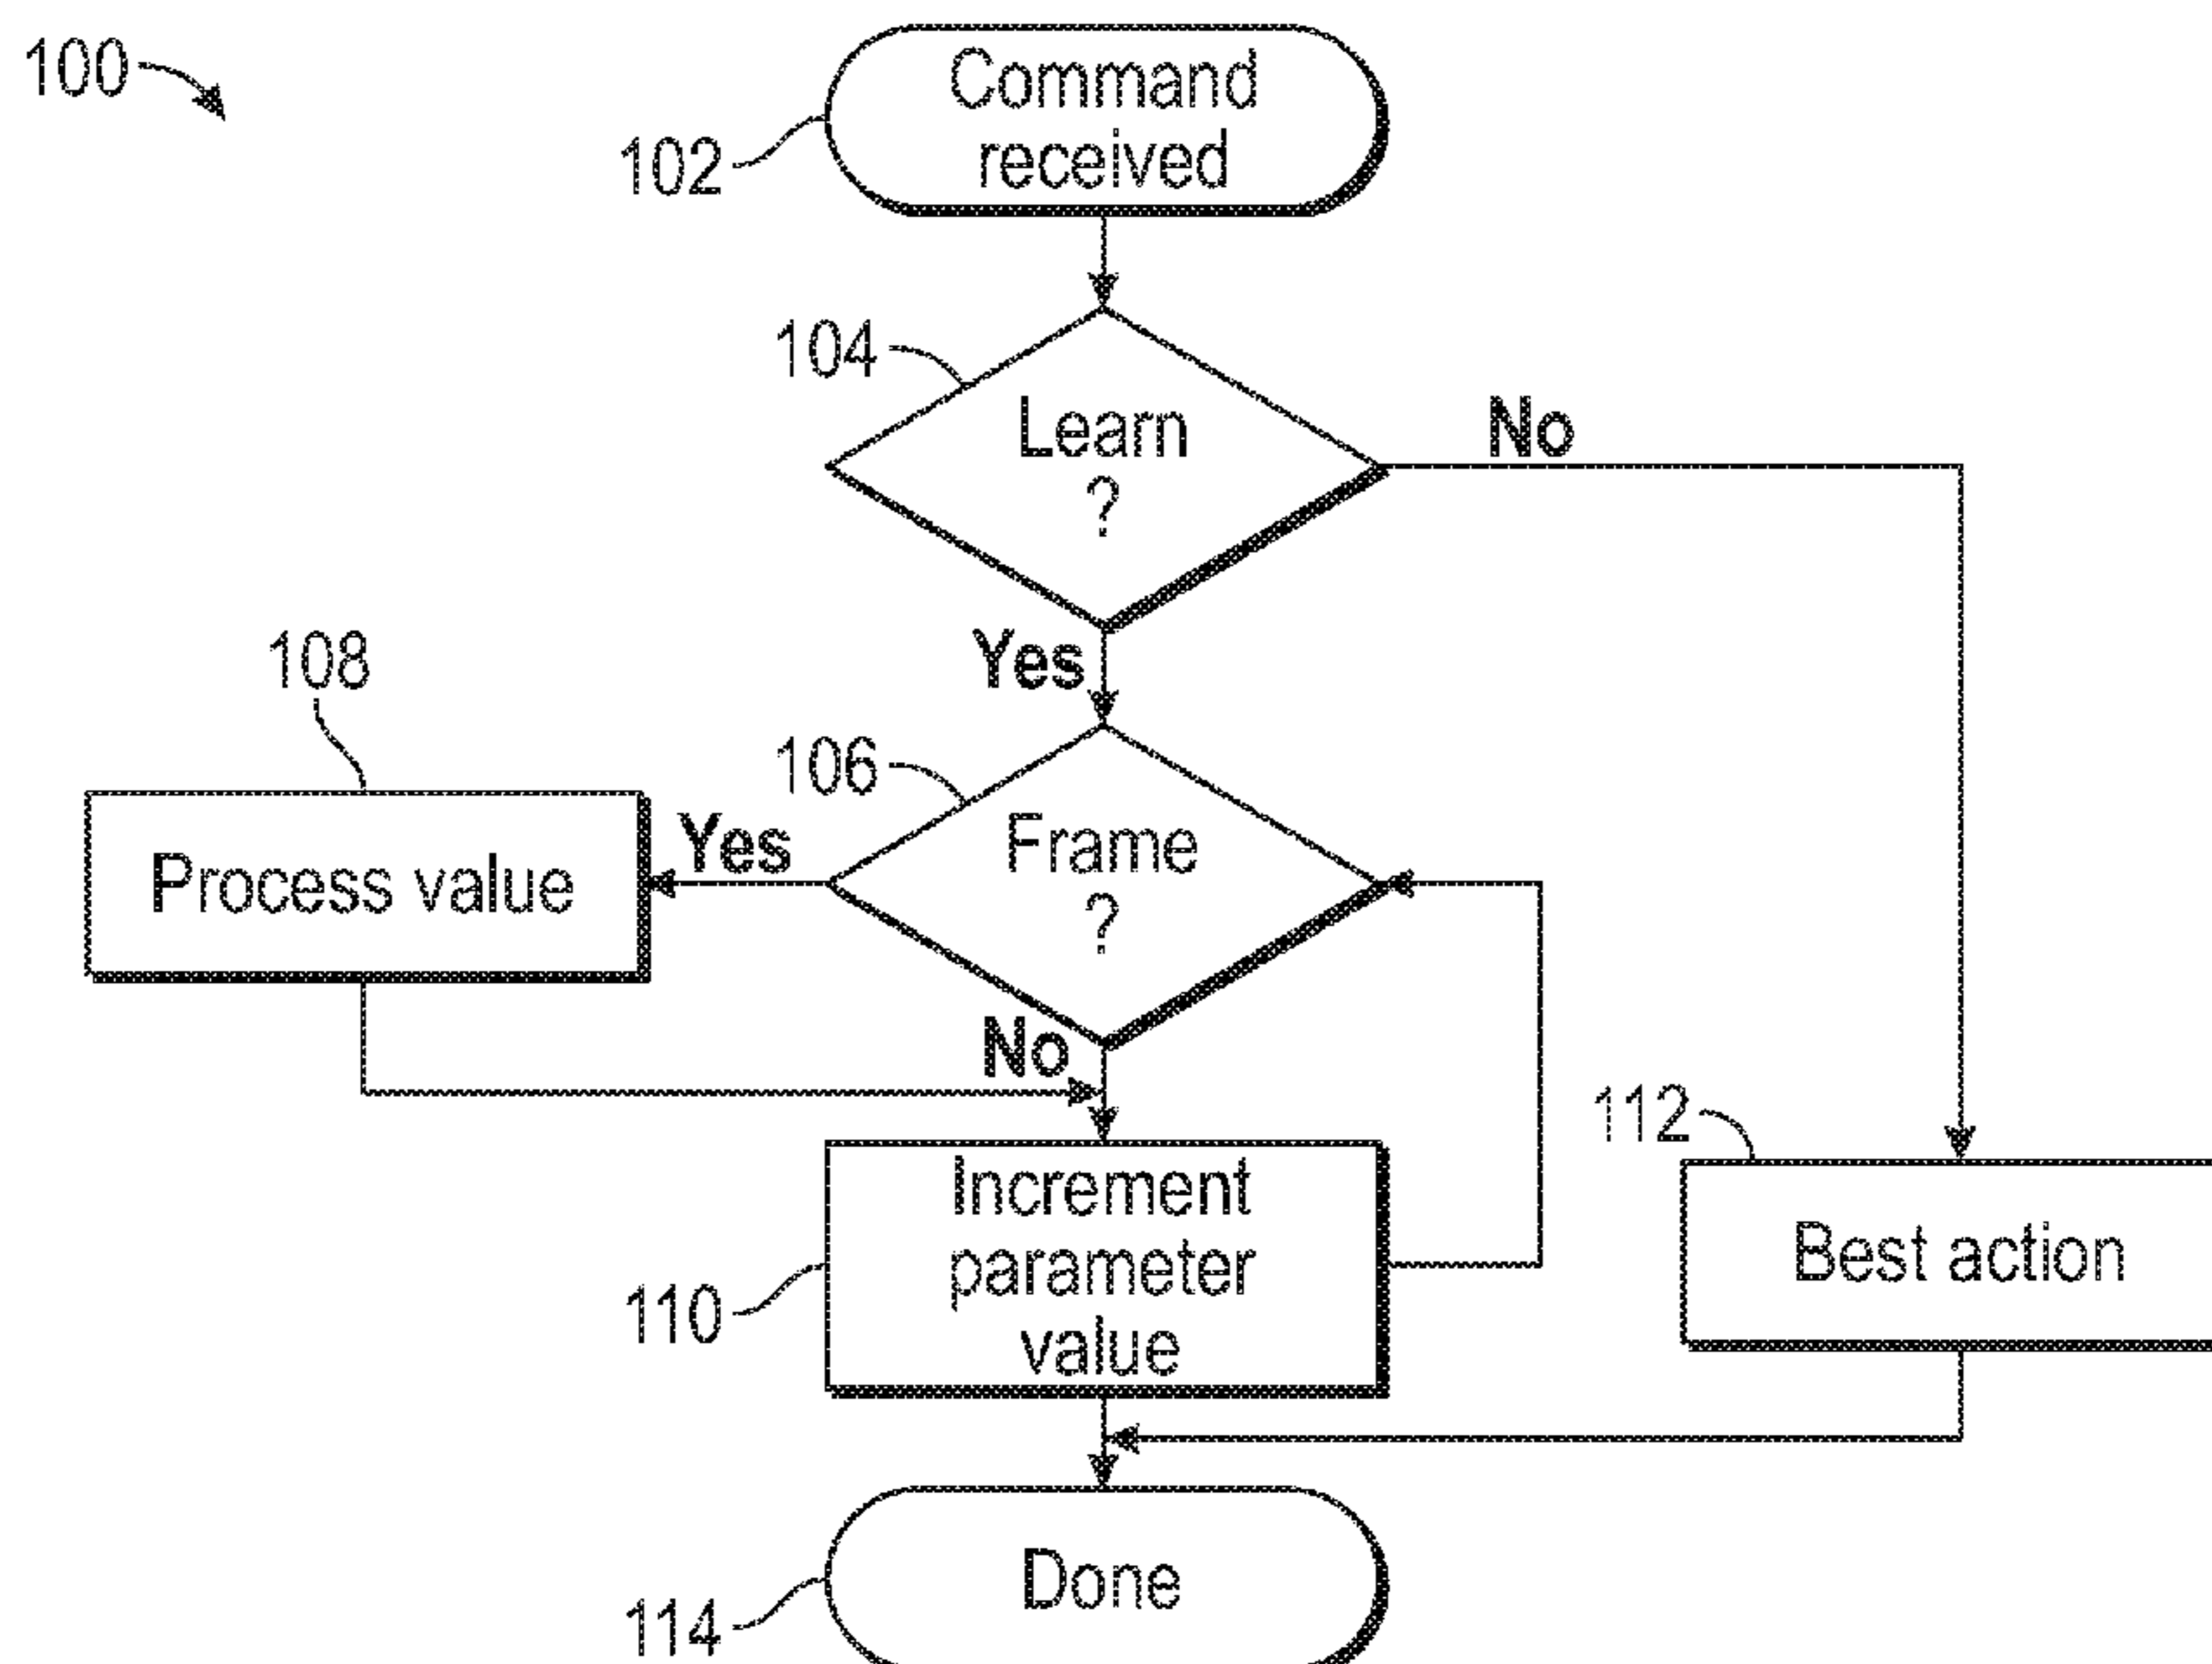 100
Command
received
102
104
Learn
?
No
Yes
108
106
Process value
Yes
Frame
?
No
112
Increment
parameter
value
110
Best action
Done
114